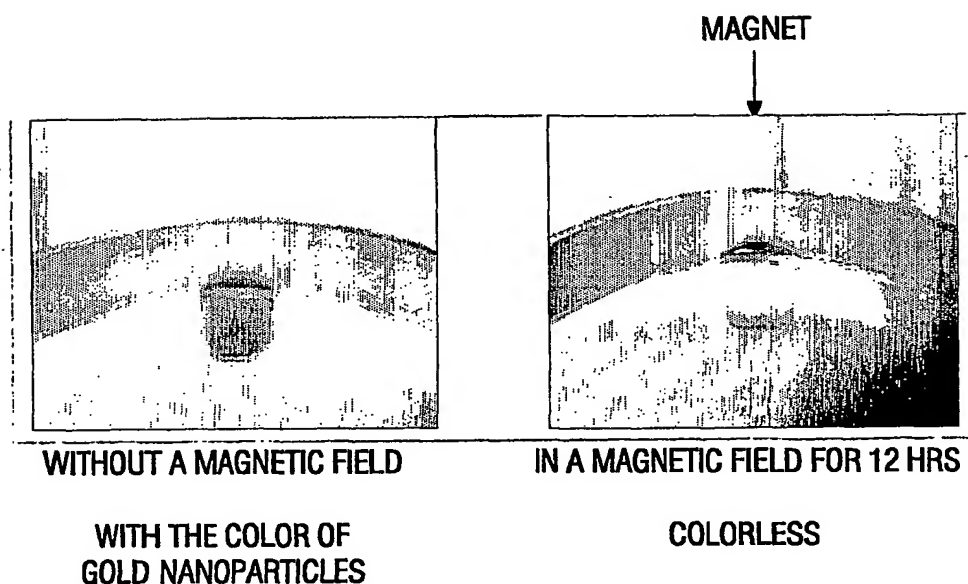 MAGNET
WITHOUT A MAGNETIC FIELD
IN A MAGNETIC FIELD FOR 12 HRS
WITH THE COLOR OF
GOLD NANOPARTICLES
COLORLESS